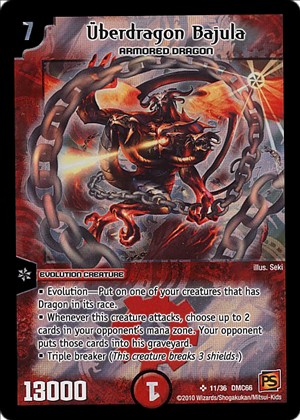 7
Überdragon Bajula
ARMORED DRAGON
illus. Seki
EVOLUTION CREATURE
▪ Evolution—Put on one of your creatures that has
Dragon in its race.
▪ Whenever this creature attacks, choose up to 2
cards in your opponent's mana zone. Your opponent
puts those cards into his graveyard.
▪ Triple breaker (This creature breaks 3 shields.)
13000
1
11/36 DMC66
©2010 Wizards/Shogakukan/Mitsui-Kids
PS